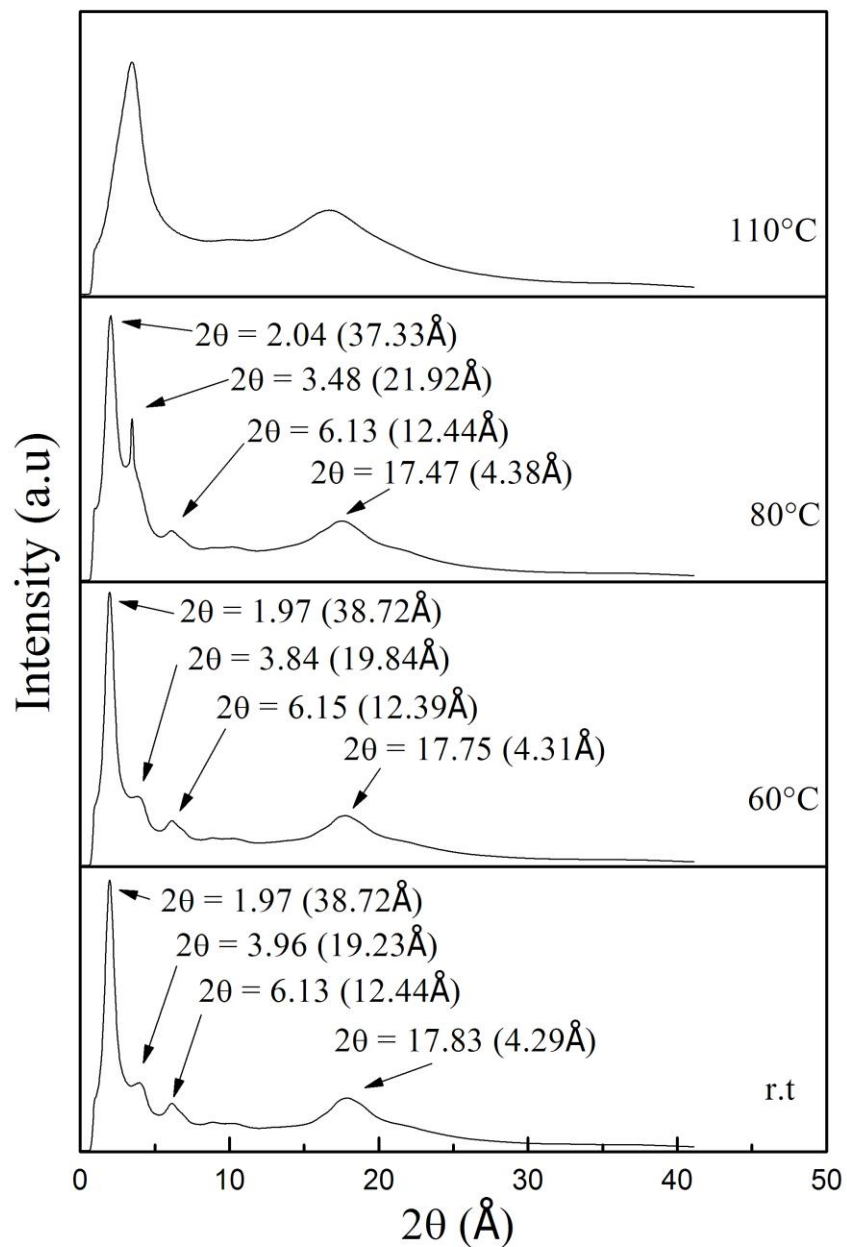 110°C
2θ = 2.04 (37.33Å)
2θ = 3.48 (21.92Å)
2θ = 6.13 (12.44Å)
2θ = 17.47 (4.38Å)
80°C
2θ = 1.97 (38.72Å)
2θ = 3.84 (19.84Å)
2θ = 6.15 (12.39Å)
2θ = 17.75 (4.31Å)
60°C
2θ = 1.97 (38.72Å)
2θ = 3.96 (19.23Å)
2θ = 6.13 (12.44Å)
2θ = 17.83 (4.29Å)
r.t
Intensity (a.u)
0 10 20 30 40 50
2θ (Å)